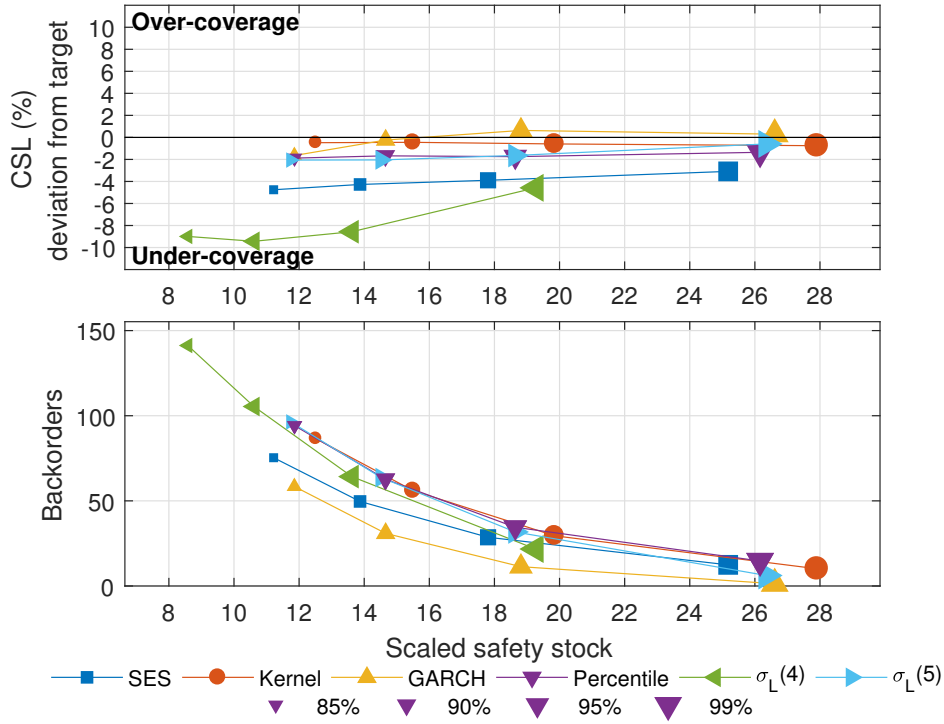 Over-coverage
10
8
6
4
2
0
-2
-4
-6
-8
-10
CSL (%)
deviation from target
Under-coverage
8 10 12 14 16 18 20 22 24 26 28
150
100
50
0
Backorders
8 10 12 14 16 18 20 22 24 26 28
Scaled safety stock
SES Kernel GARCH Percentile σL(4) σL(5)
85% 90% 95% 99%